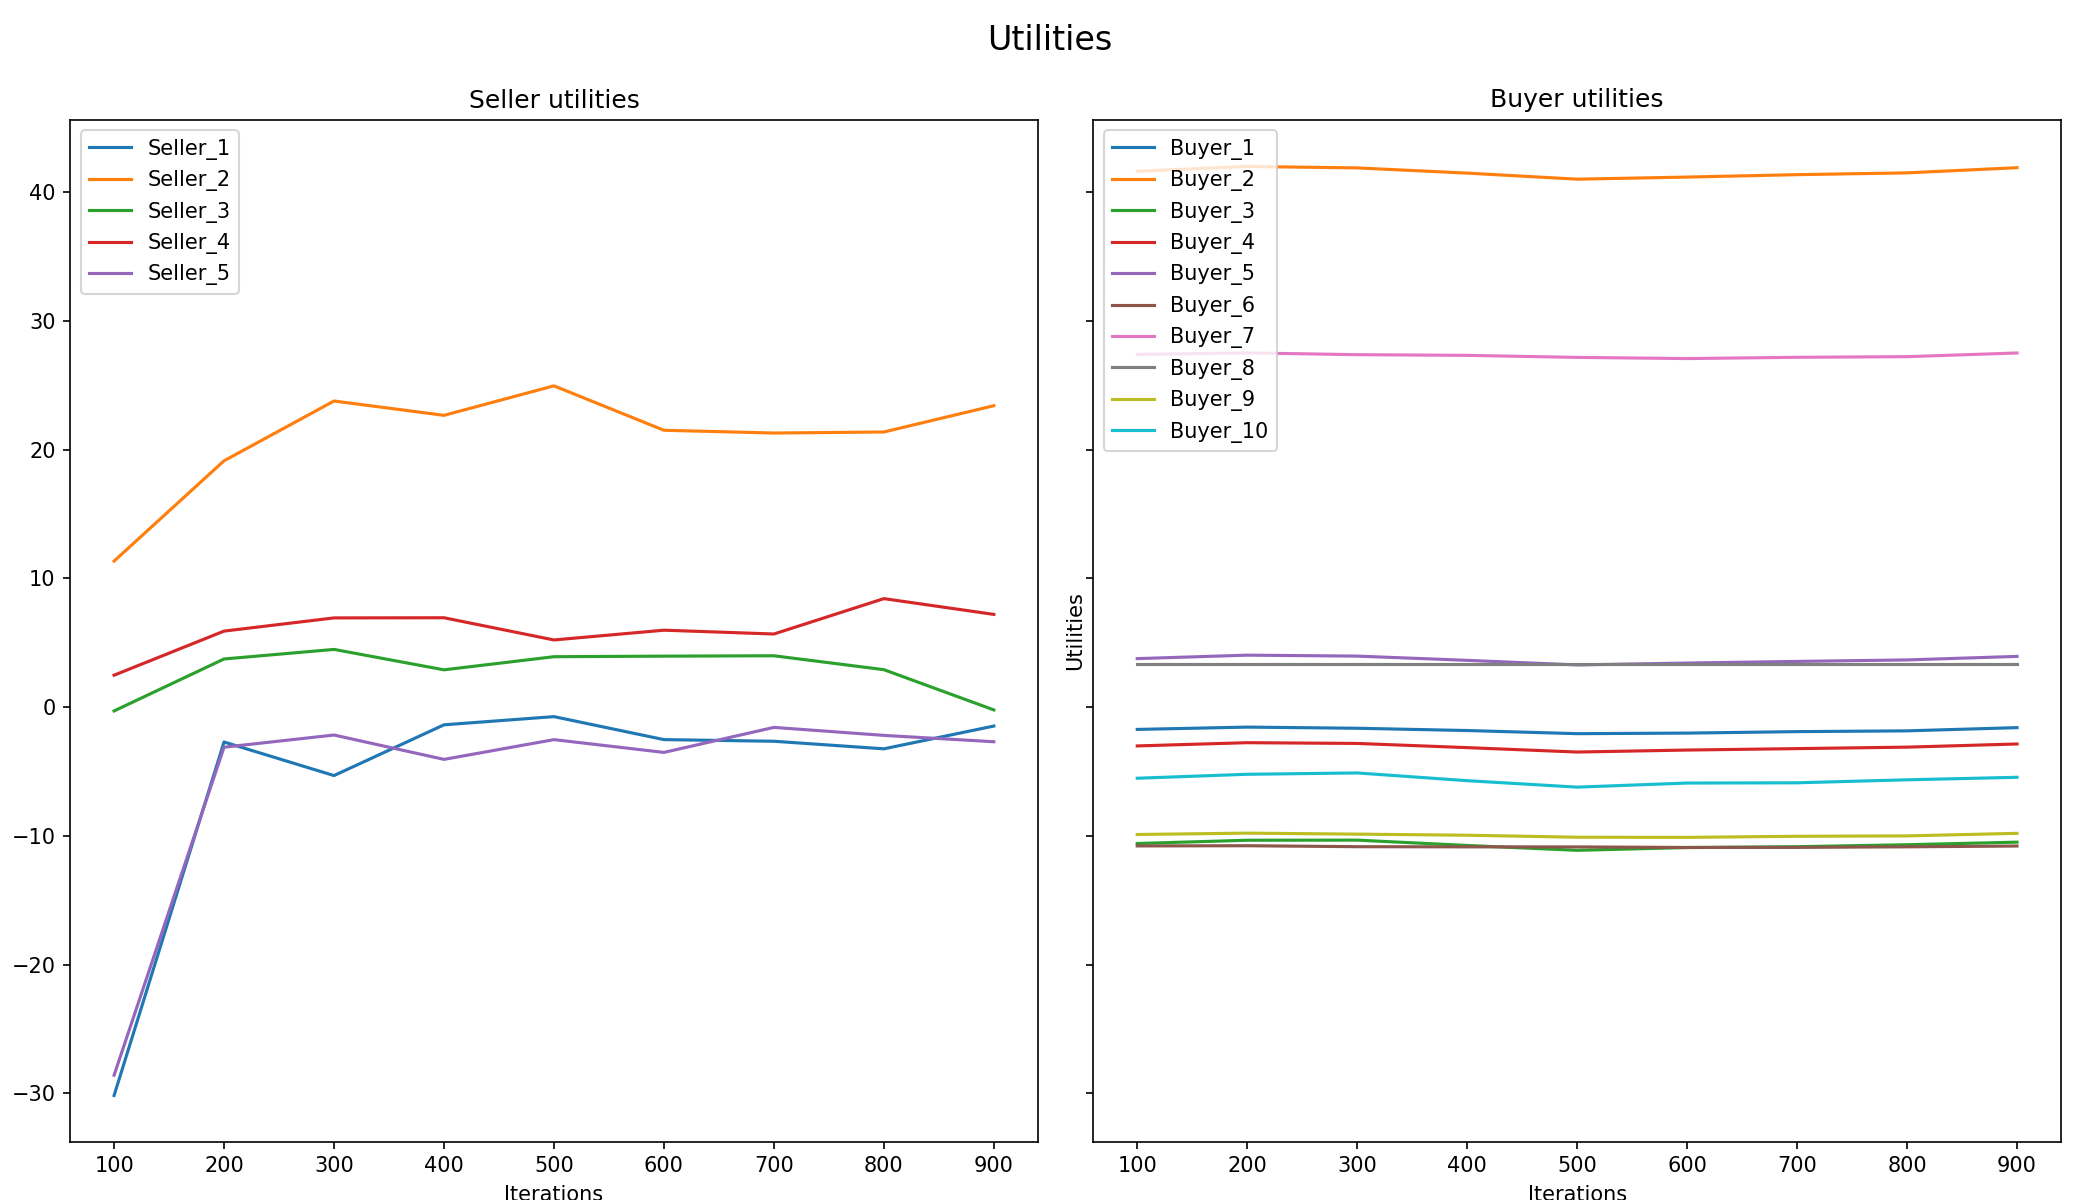 Utilities
Seller utilities
Seller_1
Seller_2
Seller_3
Seller_4
Seller_5
40
30
20
10
0
−10
−20
−30
100 200 300 400 500 600 700 800 900
Iterations
Buyer utilities
Buyer_1
Buyer_2
Buyer_3
Buyer_4
Buyer_5
Buyer_6
Buyer_7
Buyer_8
Buyer_9
Buyer_10
Utilities
100 200 300 400 500 600 700 800 900
Iterations